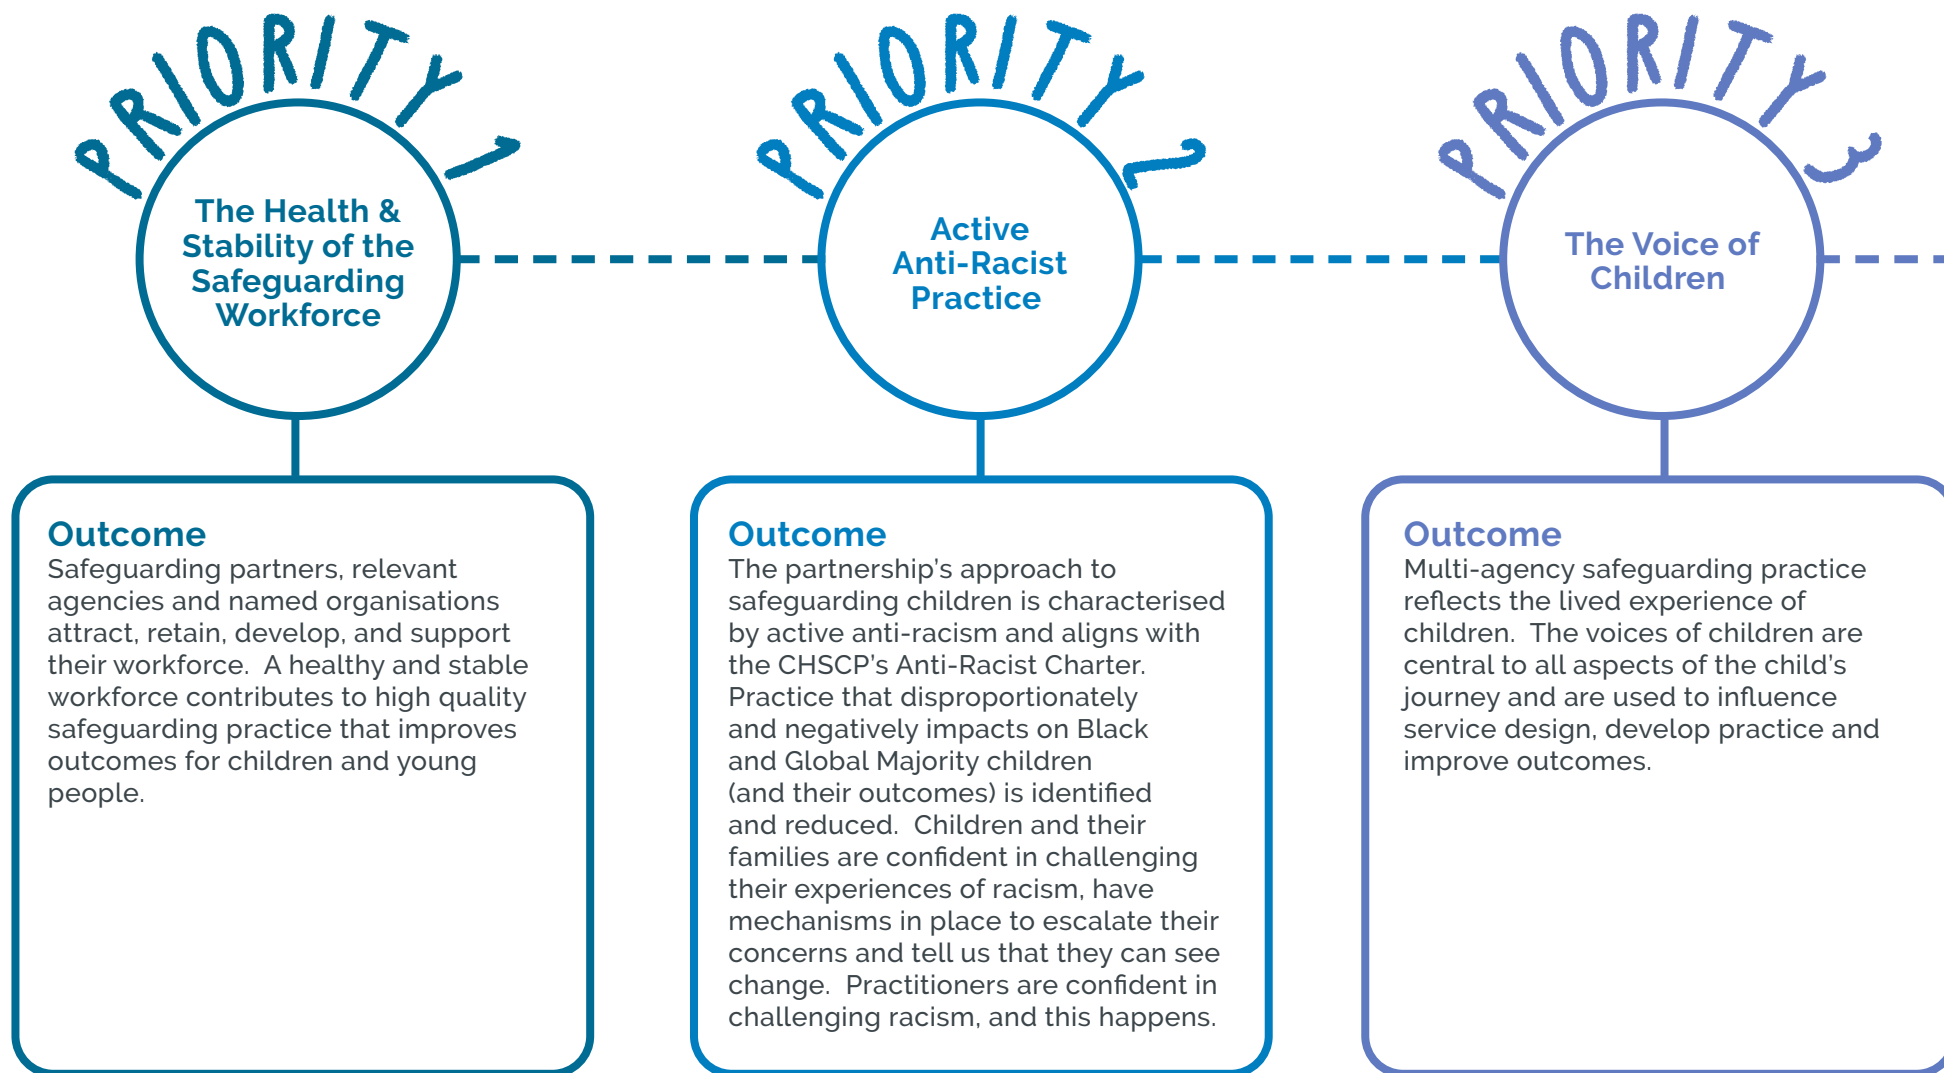 PRIORITY 1
The Health &
Stability of the
Safeguarding
Workforce
Outcome
Safeguarding partners, relevant
agencies and named organisations
attract, retain, develop, and support
their workforce.  A healthy and stable
workforce contributes to high quality
safeguarding practice that improves
outcomes for children and young
people.
PRIORITY 2
Active
Anti-Racist
Practice
Outcome
The partnership’s approach to
safeguarding children is characterised
by active anti-racism and aligns with
the CHSCP’s Anti-Racist Charter.
Practice that disproportionately
and negatively impacts on Black
and Global Majority children
(and their outcomes) is identified
and reduced.  Children and their
families are confident in challenging
their experiences of racism, have
mechanisms in place to escalate their
concerns and tell us that they can see
change.  Practitioners are confident in
challenging racism, and this happens.
PRIORITY 3
The Voice of
Children
Outcome
Multi-agency safeguarding practice
reflects the lived experience of
children.  The voices of children are
central to all aspects of the child’s
journey and are used to influence
service design, develop practice and
improve outcomes.